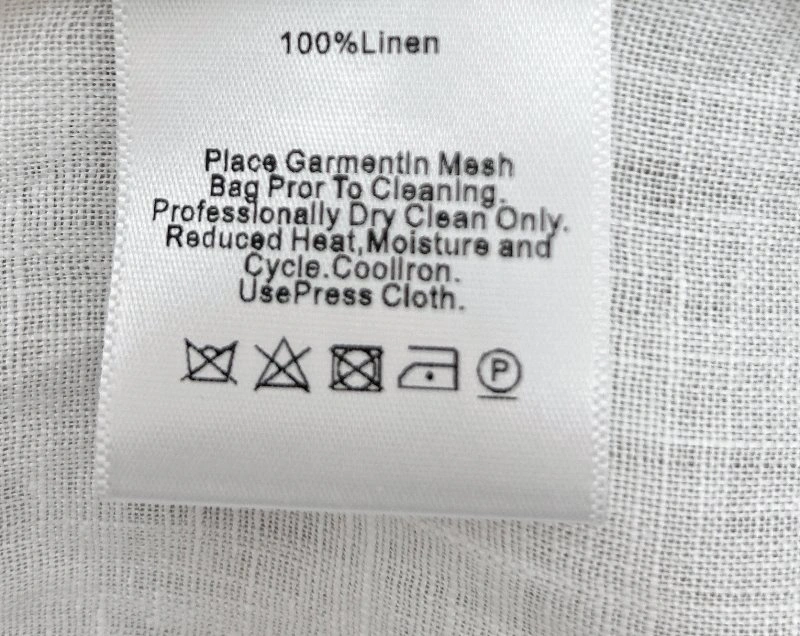 100%Linen
Place GarmentIn Mesh
Bag Pror To Cleaning.
Professionally Dry Clean Only.
Reduced Heat,Moisture and
Cycle.CoolIron.
UsePress Cloth.
P